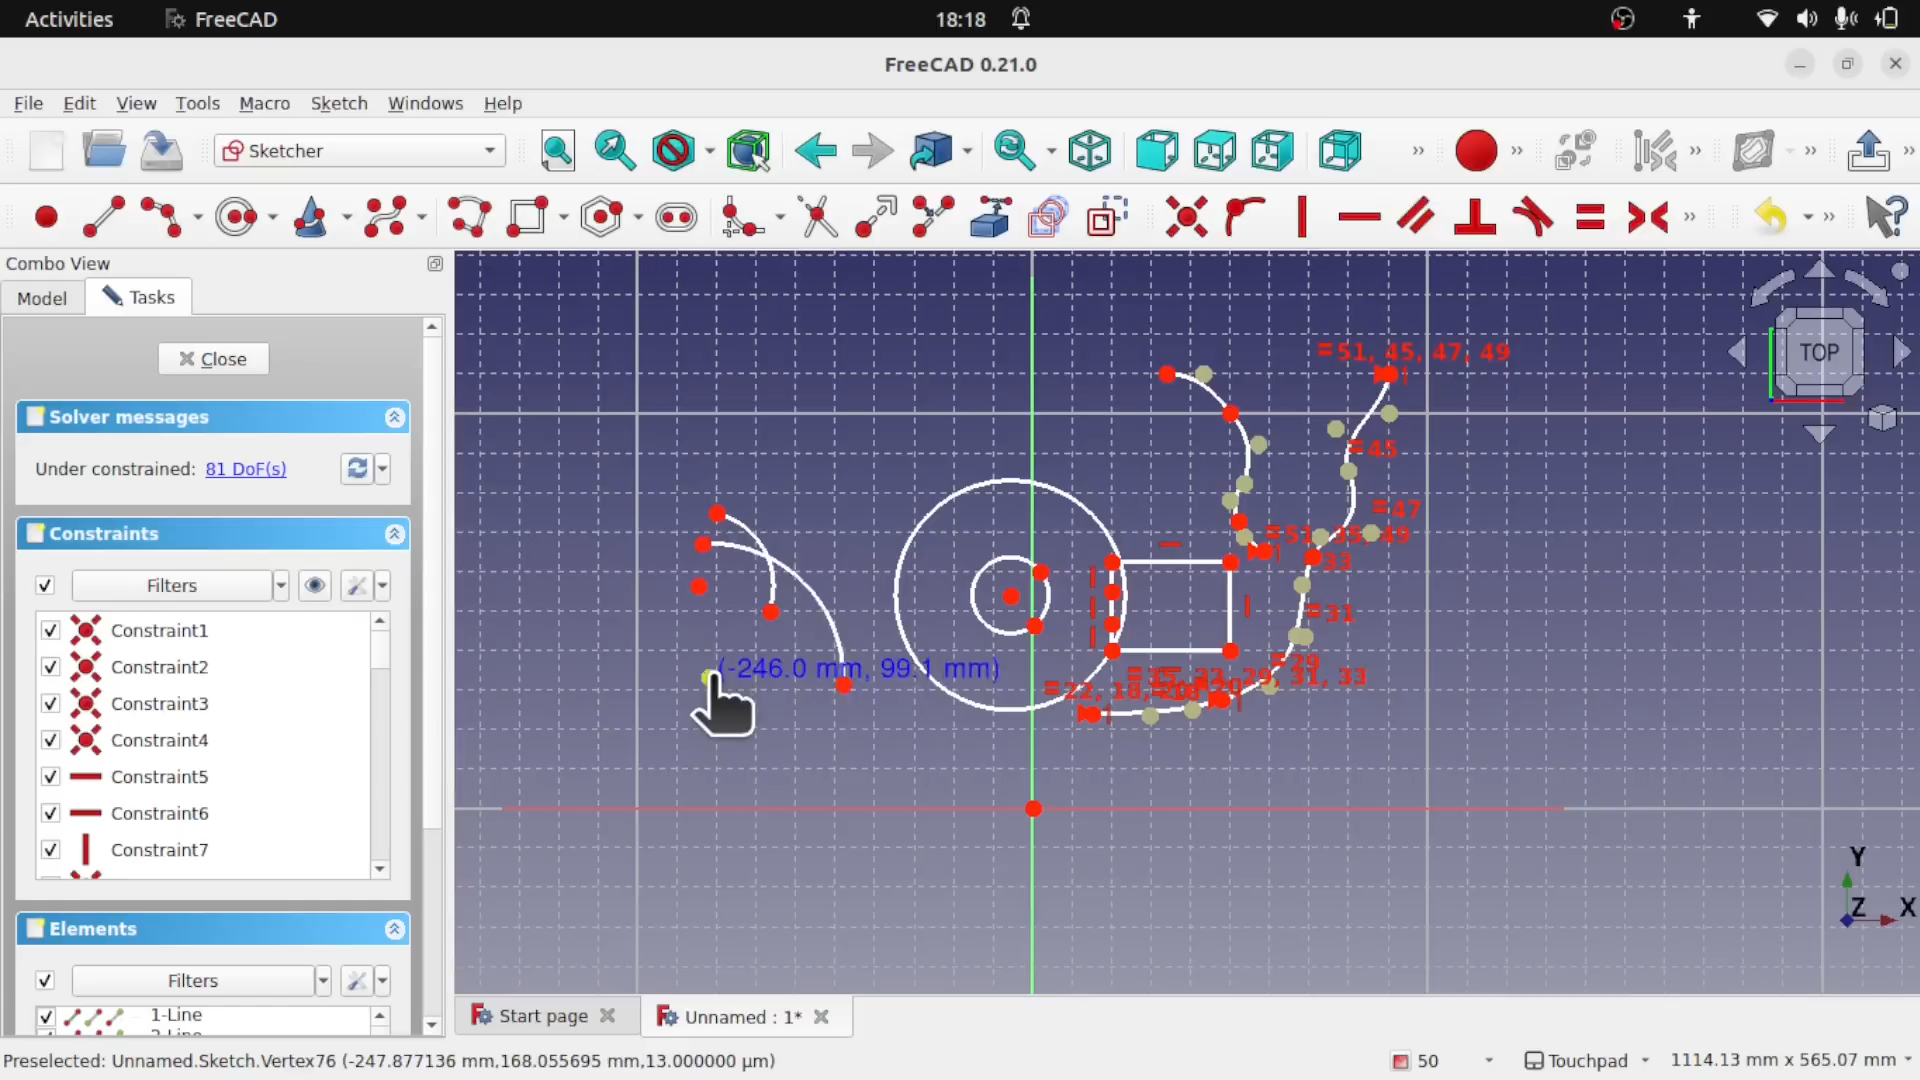 Activities
FreeCAD
18:18
FreeCAD 0.21.0
File Edit View Tools Macro Sketch Windows Help
Sketcher
Combo View
Model
Tasks
Close
Solver messages
Under constrained: 81 DoF(s)
Constraints
Filters
Constraint1
Constraint2
Constraint3
Constraint4
Constraint5
Constraint6
Constraint7
Elements
Filters
1-Line
2-Line
51, 45, 47, 49
45
47
33
31
29
(-246.0 mm, 99.1 mm)
TOP
Y
Z
X
Start page
Unnamed : 1*
Preselected: Unnamed.Sketch.Vertex76 (-247.877136 mm,168.055695 mm,13.000000 μm)
50
Touchpad
1114.13 mm x 565.07 mm